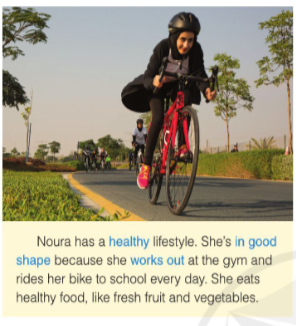 Noura has a healthy lifestyle. She's in good
shape because she works out at the gym and
rides her bike to school every day. She eats
healthy food, like fresh fruit and vegetables.